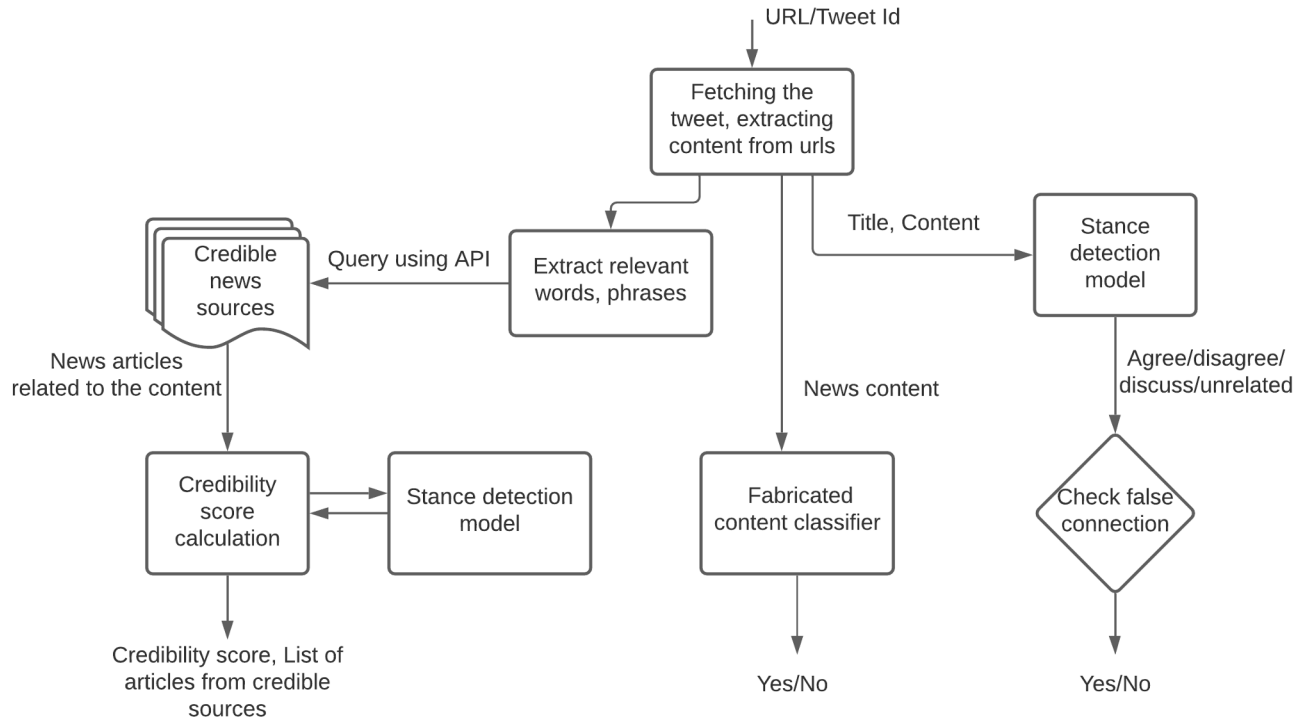 URL/Tweet Id
Fetching the
tweet, extracting
content from urls
Title, Content
Stance
detection
model
Credible
news
sources
Query using API
Extract relevant
words, phrases
News articles
related to the content
News content
Agree/disagree/
discuss/unrelated
Credibility
score
calculation
Stance detection
model
Fabricated
content classifier
Check false
connection
Credibility score, List of
articles from credible
sources
Yes/No
Yes/No